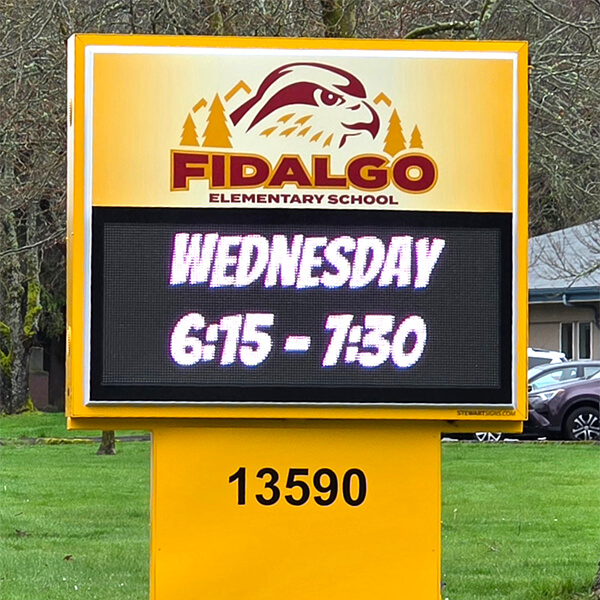 FIDALGO
ELEMENTARY SCHOOL
WEDNESDAY
6:15 - 7:30
STEWARTSIGNS.COM
13590